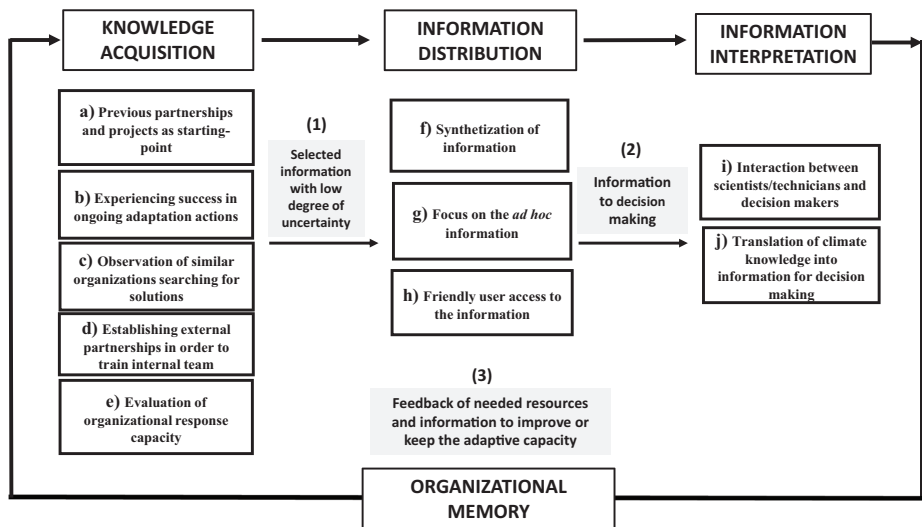 KNOWLEDGE
ACQUISITION
INFORMATION
DISTRIBUTION
INFORMATION
INTERPRETATION
a) Previous partnerships
and projects as starting-
point
b) Experiencing success in
ongoing adaptation actions
c) Observation of similar
organizations searching for
solutions
d) Establishing external
partnerships in order to
train internal team
e) Evaluation of
organizational response
capacity
(1)
Selected
information
with low
degree of
uncertainty
f) Synthetization of
information
g) Focus on the ad hoc
information
h) Friendly user access to
the information
(2)
Information
to decision
making
i) Interaction between
scientists/technicians and
decision makers
j) Translation of climate
knowledge into
information for decision
making
(3)
Feedback of needed resources
and information to improve or
keep the adaptive capacity
ORGANIZATIONAL
MEMORY